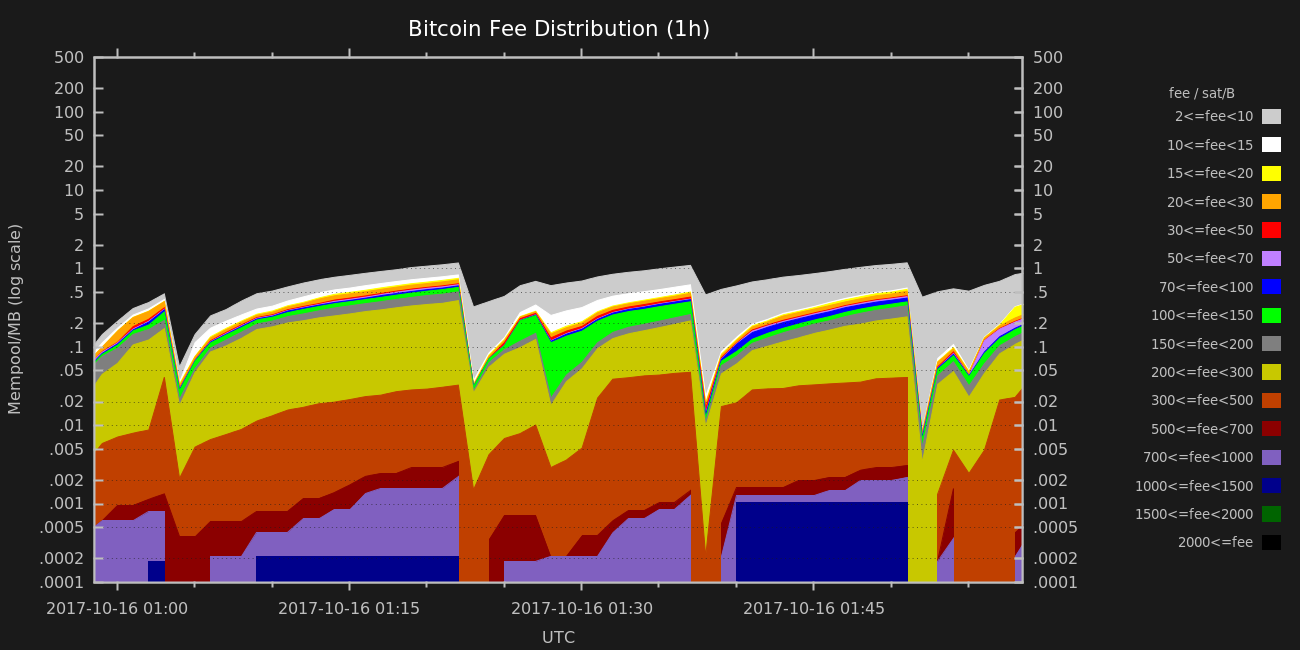 Bitcoin Fee Distribution (1h)
500
200
100
50
20
10
5
2
1
.5
.2
.1
.05
.02
.01
.005
.002
.001
.0005
.0002
.0001
Mempool/MB (log scale)
500
200
100
50
20
10
5
2
1
.5
.2
.1
.05
.02
.01
.005
.002
.001
.0005
.0002
.0001
2017-10-16 01:00
2017-10-16 01:15
2017-10-16 01:30
2017-10-16 01:45
UTC
fee / sat/B
2<=fee<10
10<=fee<15
15<=fee<20
20<=fee<30
30<=fee<50
50<=fee<70
70<=fee<100
100<=fee<150
150<=fee<200
200<=fee<300
300<=fee<500
500<=fee<700
700<=fee<1000
1000<=fee<1500
1500<=fee<2000
2000<=fee